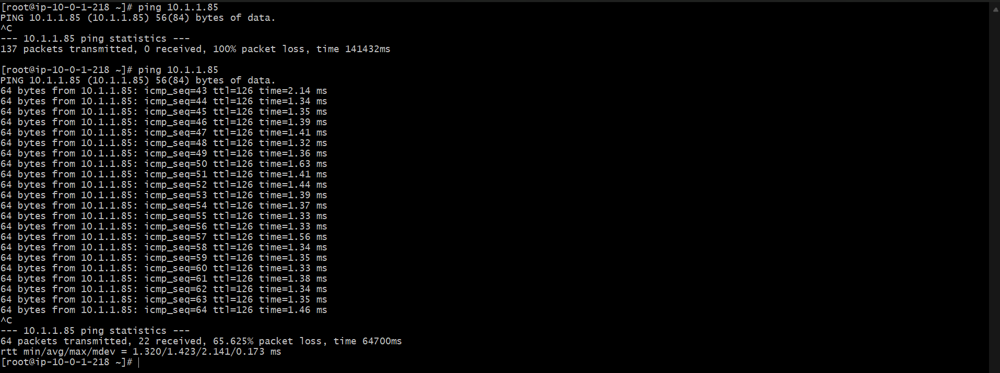 [root@ip-10-0-1-218 ~]# ping 10.1.1.85
PING 10.1.1.85 (10.1.1.85) 56(84) bytes of data.
^C
--- 10.1.1.85 ping statistics ---
137 packets transmitted, 0 received, 100% packet loss, time 141432ms

[root@ip-10-0-1-218 ~]# ping 10.1.1.85
PING 10.1.1.85 (10.1.1.85) 56(84) bytes of data.
64 bytes from 10.1.1.85: icmp_seq=43 ttl=126 time=2.14 ms
64 bytes from 10.1.1.85: icmp_seq=44 ttl=126 time=1.34 ms
64 bytes from 10.1.1.85: icmp_seq=45 ttl=126 time=1.35 ms
64 bytes from 10.1.1.85: icmp_seq=46 ttl=126 time=1.39 ms
64 bytes from 10.1.1.85: icmp_seq=47 ttl=126 time=1.41 ms
64 bytes from 10.1.1.85: icmp_seq=48 ttl=126 time=1.32 ms
64 bytes from 10.1.1.85: icmp_seq=49 ttl=126 time=1.36 ms
64 bytes from 10.1.1.85: icmp_seq=50 ttl=126 time=1.63 ms
64 bytes from 10.1.1.85: icmp_seq=51 ttl=126 time=1.41 ms
64 bytes from 10.1.1.85: icmp_seq=52 ttl=126 time=1.44 ms
64 bytes from 10.1.1.85: icmp_seq=53 ttl=126 time=1.39 ms
64 bytes from 10.1.1.85: icmp_seq=54 ttl=126 time=1.37 ms
64 bytes from 10.1.1.85: icmp_seq=55 ttl=126 time=1.33 ms
64 bytes from 10.1.1.85: icmp_seq=56 ttl=126 time=1.33 ms
64 bytes from 10.1.1.85: icmp_seq=57 ttl=126 time=1.56 ms
64 bytes from 10.1.1.85: icmp_seq=58 ttl=126 time=1.34 ms
64 bytes from 10.1.1.85: icmp_seq=59 ttl=126 time=1.35 ms
64 bytes from 10.1.1.85: icmp_seq=60 ttl=126 time=1.33 ms
64 bytes from 10.1.1.85: icmp_seq=61 ttl=126 time=1.38 ms
64 bytes from 10.1.1.85: icmp_seq=62 ttl=126 time=1.34 ms
64 bytes from 10.1.1.85: icmp_seq=63 ttl=126 time=1.35 ms
64 bytes from 10.1.1.85: icmp_seq=64 ttl=126 time=1.46 ms
^C
--- 10.1.1.85 ping statistics ---
64 packets transmitted, 22 received, 65.625% packet loss, time 64700ms
rtt min/avg/max/mdev = 1.320/1.423/2.141/0.173 ms
[root@ip-10-0-1-218 ~]#